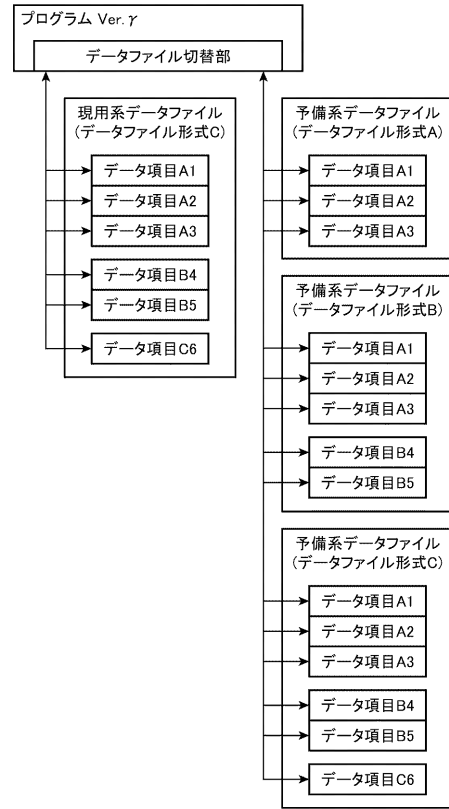 プログラム Ver.γ
データファイル切替部
現用系データファイル
(データファイル形式C)
データ項目A1
データ項目A2
データ項目A3
データ項目B4
データ項目B5
データ項目C6
予備系データファイル
(データファイル形式A)
データ項目A1
データ項目A2
データ項目A3
予備系データファイル
(データファイル形式B)
データ項目A1
データ項目A2
データ項目A3
データ項目B4
データ項目B5
予備系データファイル
(データファイル形式C)
データ項目A1
データ項目A2
データ項目A3
データ項目B4
データ項目B5
データ項目C6